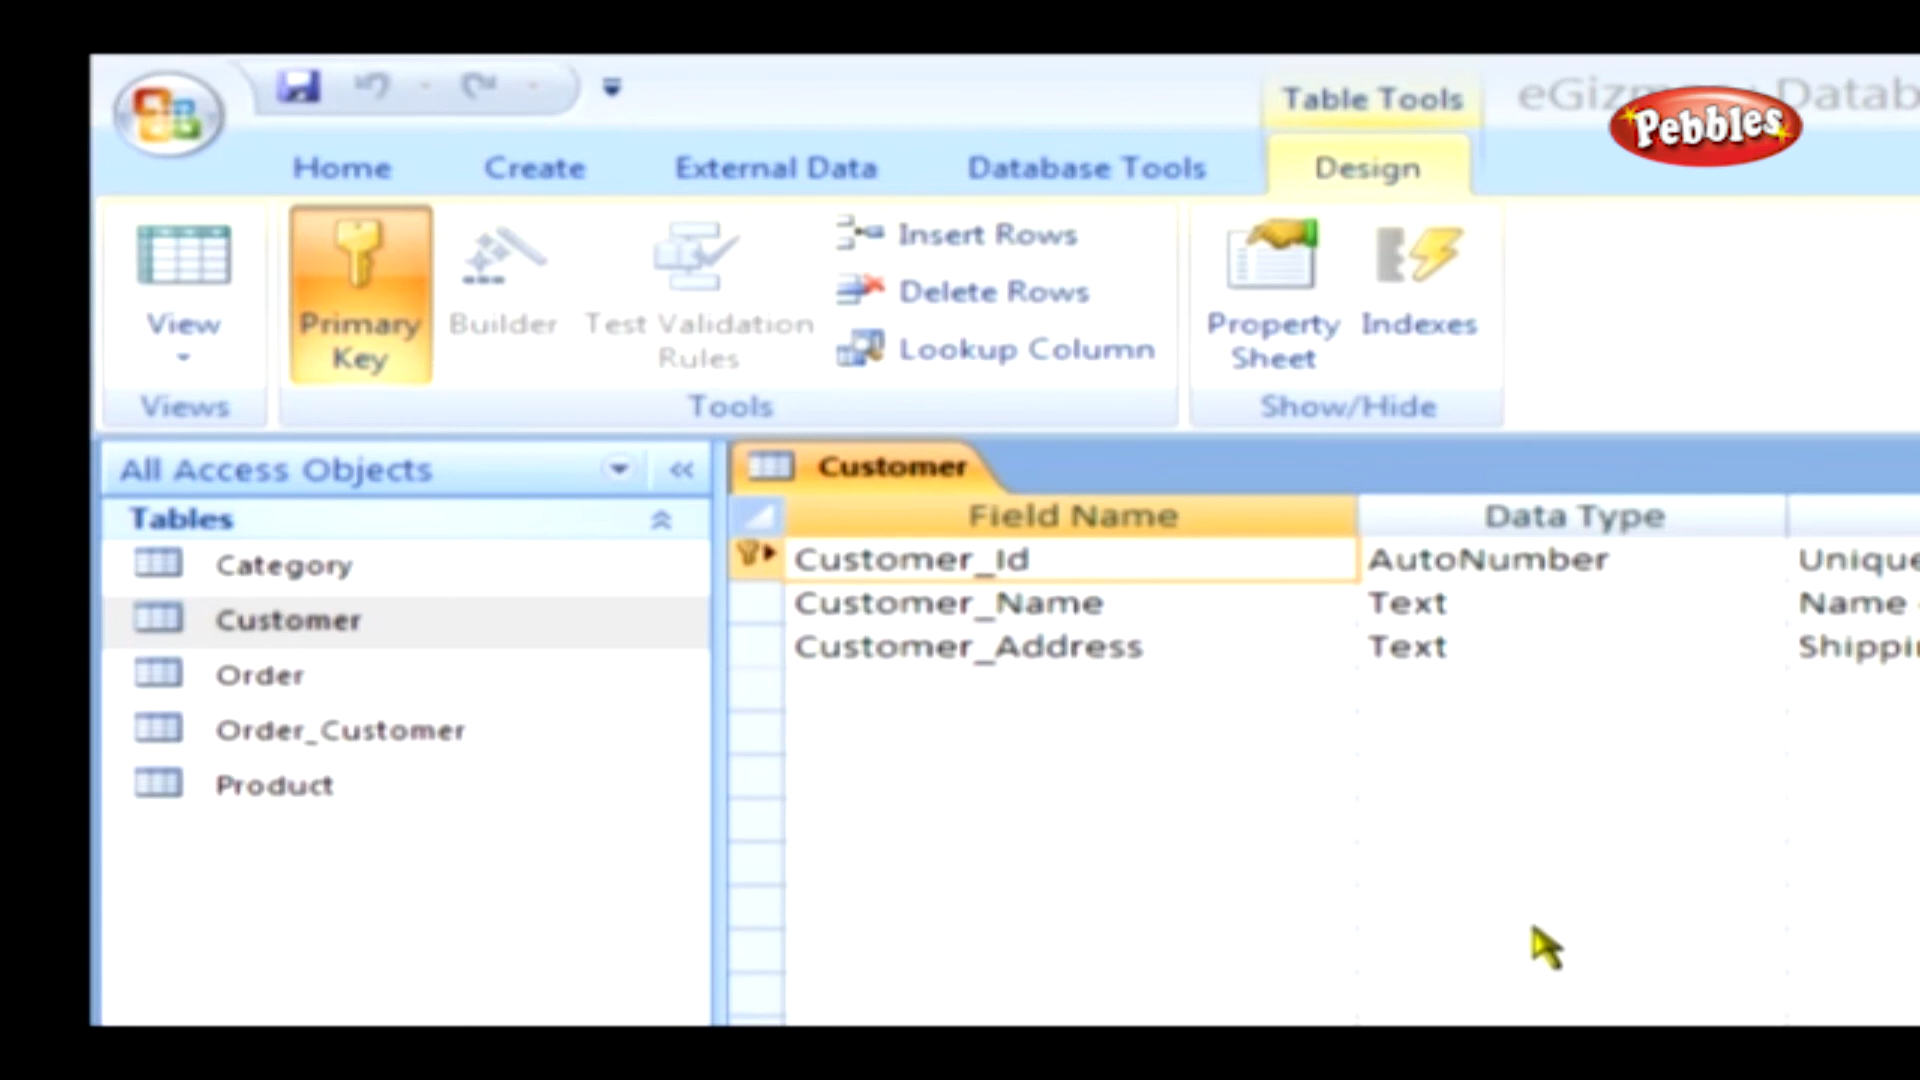 Table Tools
Pebbles
Home Create External Data Database Tools Design
View
Primary Key
Builder
Test Validation Rules
Insert Rows
Delete Rows
Lookup Column
Property Sheet
Indexes
Views Tools Show/Hide
All Access Objects
Tables
Category
Customer
Order
Order_Customer
Product
Customer
Field Name Data Type
Customer_Id AutoNumber Unique
Customer_Name Text Name
Customer_Address Text